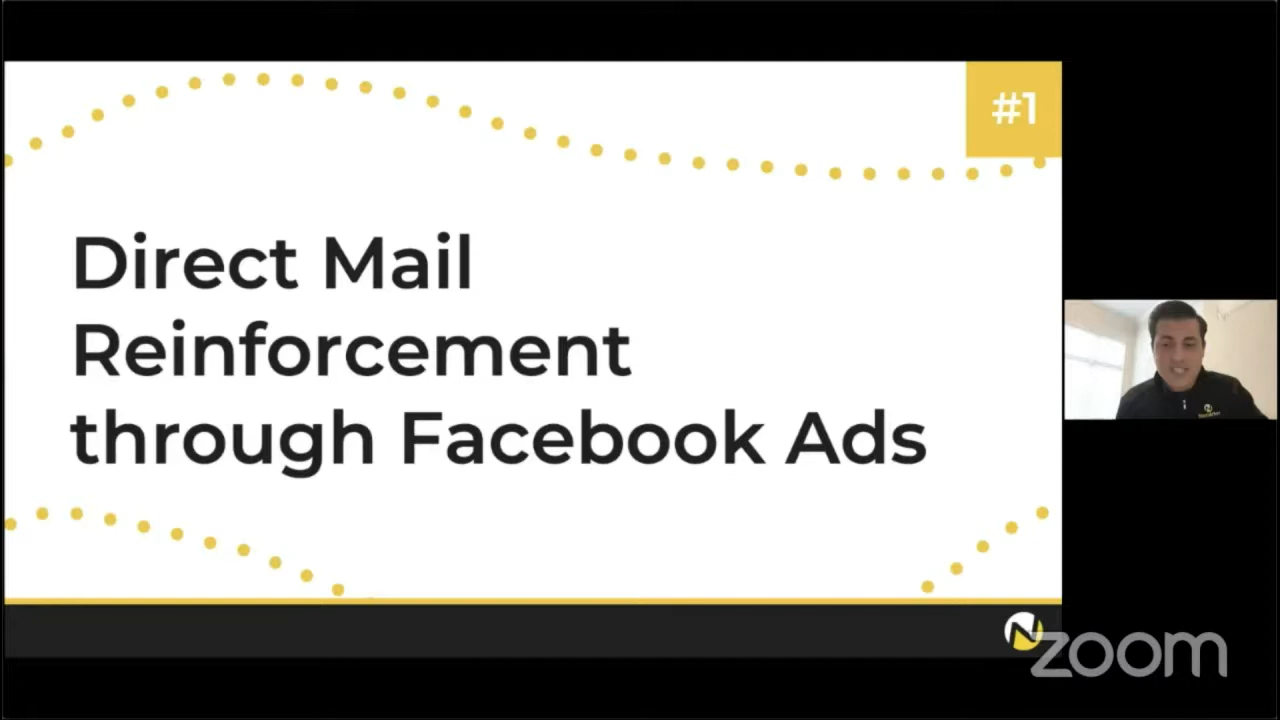 #1
Direct Mail
Reinforcement
through Facebook Ads
N
zoom